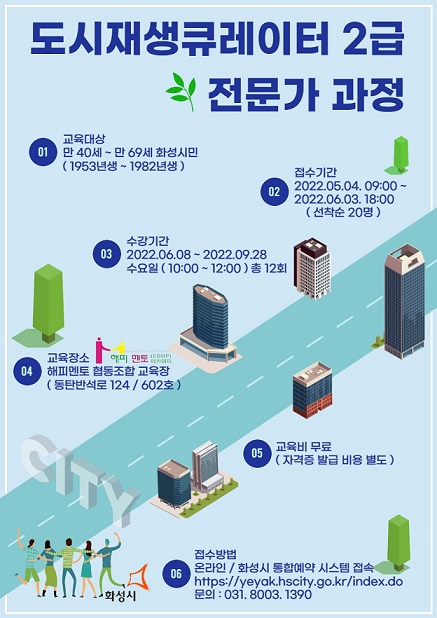 도시재생큐레이터 2급
전문가 과정
01
교육대상
만 40세 ~ 만 69세 화성시민
( 1953년생 ~ 1982년생 )
02
접수기간
2022.05.04. 09:00 ~
2022.06.03. 18:00
( 선착순 20명 )
03
수강기간
2022.06.08 ~ 2022.09.28
수요일 ( 10:00 ~ 12:00 ) 총 12회
04
교육장소
해피 멘토
iCOOP
아카데미
해피멘토 협동조합 교육장
( 동탄반석로 124 / 602호 )
05
교육비 무료
( 자격증 발급 비용 별도 )
CITY
06
접수방법
온라인 / 화성시 통합예약 시스템 접속
https://yeyak.hscity.go.kr/index.do
문의 : 031. 8003. 1390
화성시